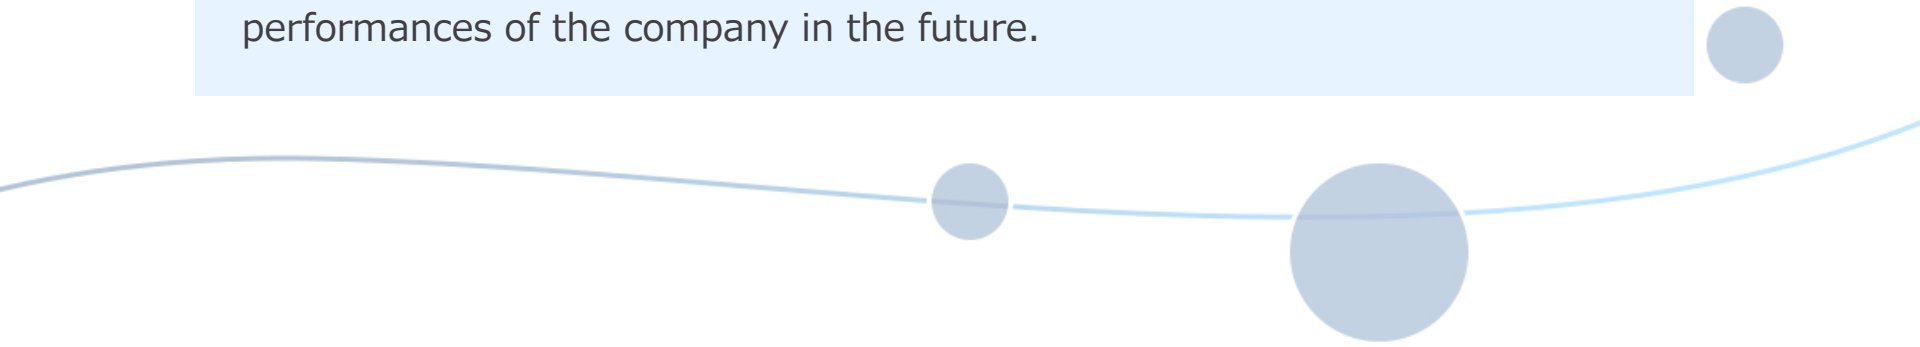 performances of the company in the future.